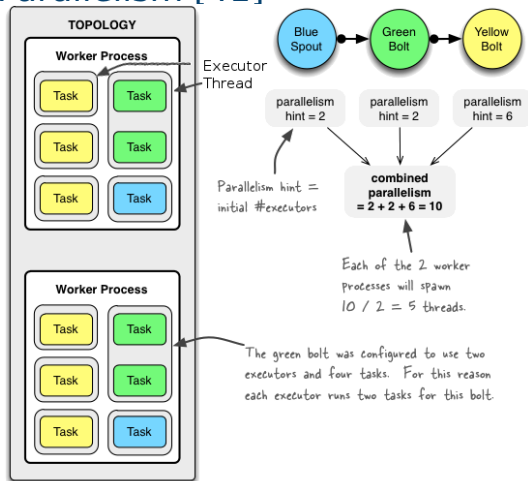 TOPOLOGY
Worker Process
Task
Task
Task
Task
Task
Task
Worker Process
Task
Task
Task
Task
Task
Task
Executor
Thread
Blue
Spout
Green
Bolt
Yellow
Bolt
parallelism
hint = 2
parallelism
hint = 2
parallelism
hint = 6
Parallelism hint =
initial #executors
combined
parallelism
= 2 + 2 + 6 = 10
Each of the 2 worker
processes will spawn
10 / 2 = 5 threads.
The green bolt was configured to use two
executors and four tasks. For this reason
each executor runs two tasks for this bolt.